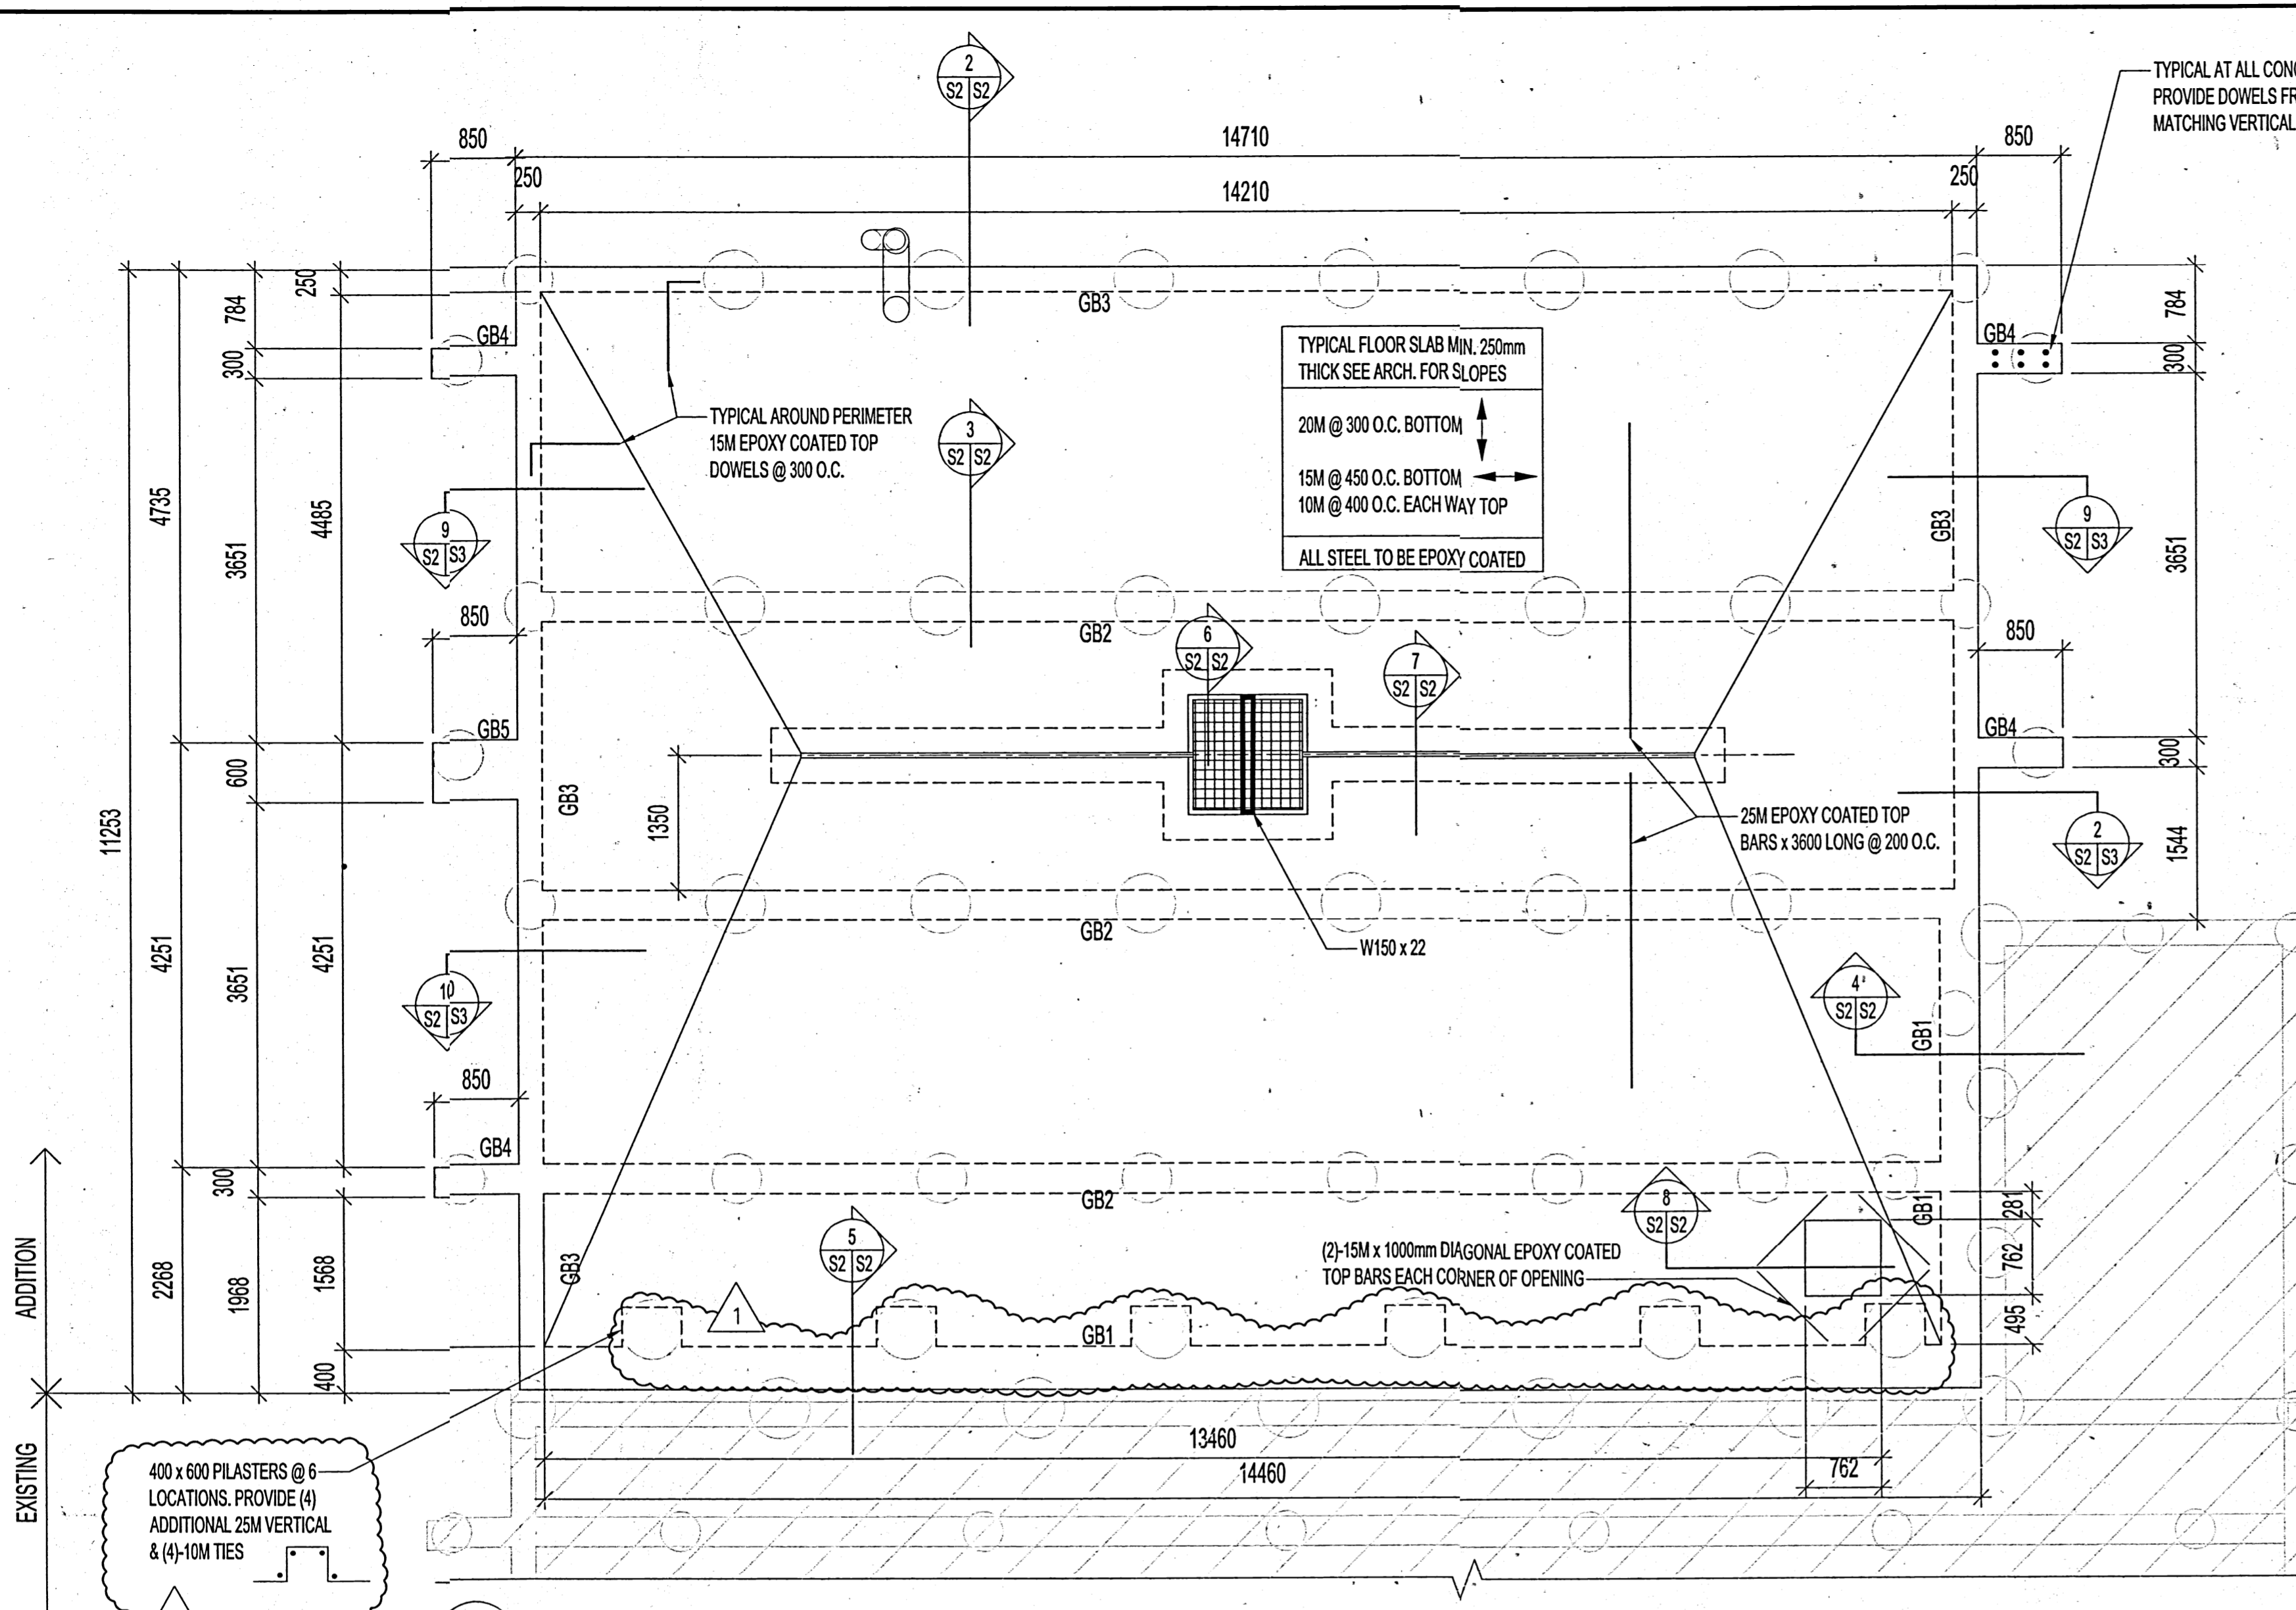 2
S2 S2
TYPICAL AT ALL CON
PROVIDE DOWELS FR
MATCHING VERTICAL
850
14710
850
250
14210
250
250
784
GB4
300
GB3
784
GB4
300
TYPICAL FLOOR SLAB MIN. 250mm
THICK SEE ARCH. FOR SLOPES
20M @ 300 O.C. BOTTOM
15M @ 450 O.C. BOTTOM
10M @ 400 O.C. EACH WAY TOP
ALL STEEL TO BE EPOXY COATED
TYPICAL AROUND PERIMETER
15M EPOXY COATED TOP
DOWELS @ 300 O.C.
3
S2 S2
4735
3651
4485
9
S2 S3
GB3
9
S2 S3
3651
850
GB2
6
S2 S2
7
S2 S2
850
GB5
600
GB4
300
11253
GB3
1350
25M EPOXY COATED TOP
BARS x 3600 LONG @ 200 O.C.
2
S2 S3
1544
GB2
W150 x 22
4251
3651
4251
10
S2 S3
4
S2 S2
GB1
850
GB4
300
GB2
8
S2 S2
GB1
281
762
495
ADDITION
2268
1968
1568
400
GB3
5
S2 S2
(2)-15M x 1000mm DIAGONAL EPOXY COATED
TOP BARS EACH CORNER OF OPENING
1
GB1
EXISTING
13460
14460
762
400 x 600 PILASTERS @ 6
LOCATIONS. PROVIDE (4)
ADDITIONAL 25M VERTICAL
& (4)-10M TIES